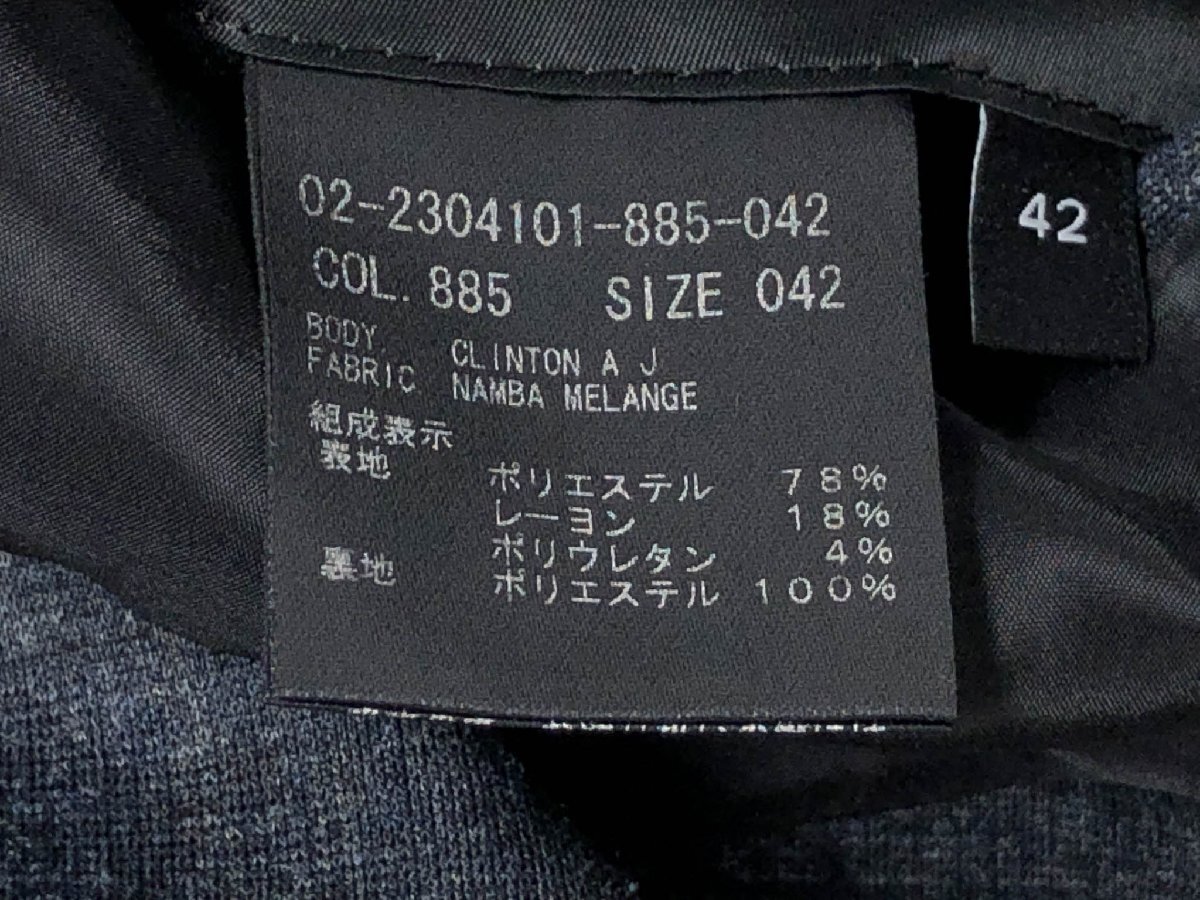 02-2304101-885-042
COL. 885 SIZE 042
BODY CLINTON A J
FABRIC NAMBA MELANGE
組成表示
表地 ポリエステル 78%
レーヨン 18%
ポリウレタン 4%
裏地 ポリエステル 100%
42